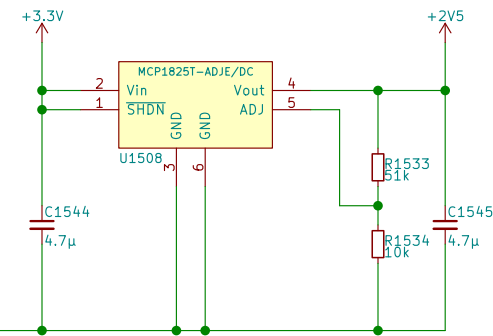 +3.3V
+2V5
MCP1825T-ADJE/DC
2
Vin
Vout
4
1
SHDN
ADJ
5
GND
GND
U1508
3
6
R1533
51k
C1544
4.7µ
R1534
10k
C1545
4.7µ